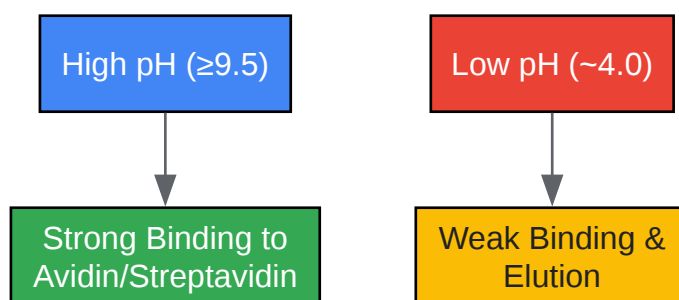 High pH (≥9.5)
Low pH (~4.0)
Strong Binding to
Avidin/Streptavidin
Weak Binding &
Elution